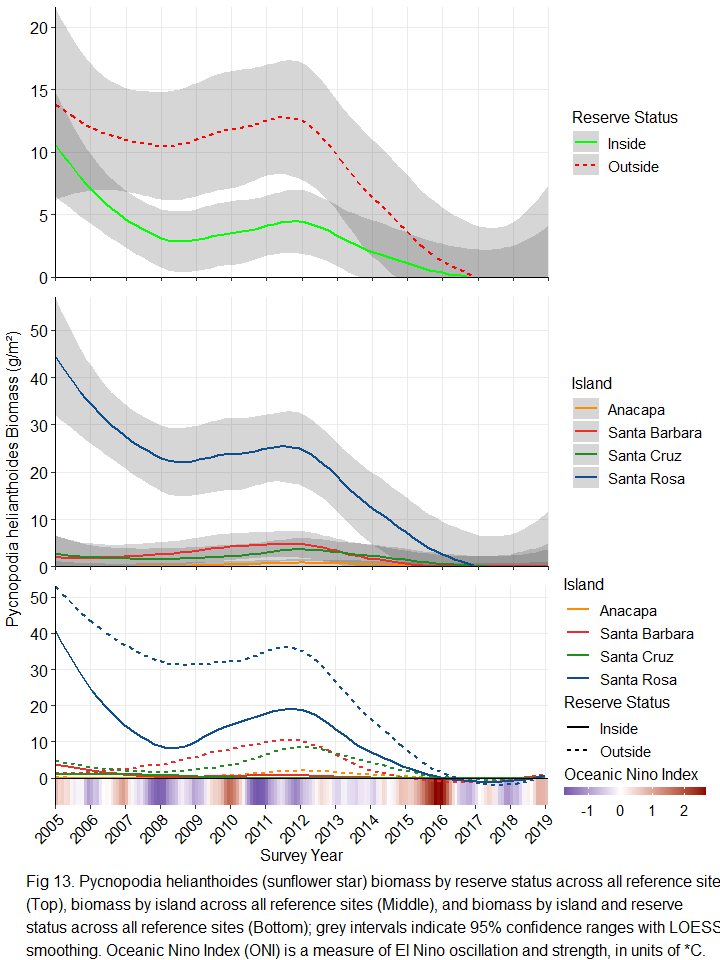 20
15
10
5
0
Reserve Status
Inside
Outside
Pycnopodia helianthoides Biomass (g/m²)
50
40
30
20
10
0
Island
Anacapa
Santa Barbara
Santa Cruz
Santa Rosa
50
40
30
20
10
0
Island
Anacapa
Santa Barbara
Santa Cruz
Santa Rosa
Reserve Status
Inside
Outside
Oceanic Nino Index
-1 0 1 2
2005 2006 2007 2008 2009 2010 2011 2012 2013 2014 2015 2016 2017 2018 2019
Survey Year
Fig 13. Pycnopodia helianthoides (sunflower star) biomass by reserve status across all reference site
(Top), biomass by island across all reference sites (Middle), and biomass by island and reserve
status across all reference sites (Bottom); grey intervals indicate 95% confidence ranges with LOESS
smoothing. Oceanic Nino Index (ONI) is a measure of El Nino oscillation and strength, in units of *C.